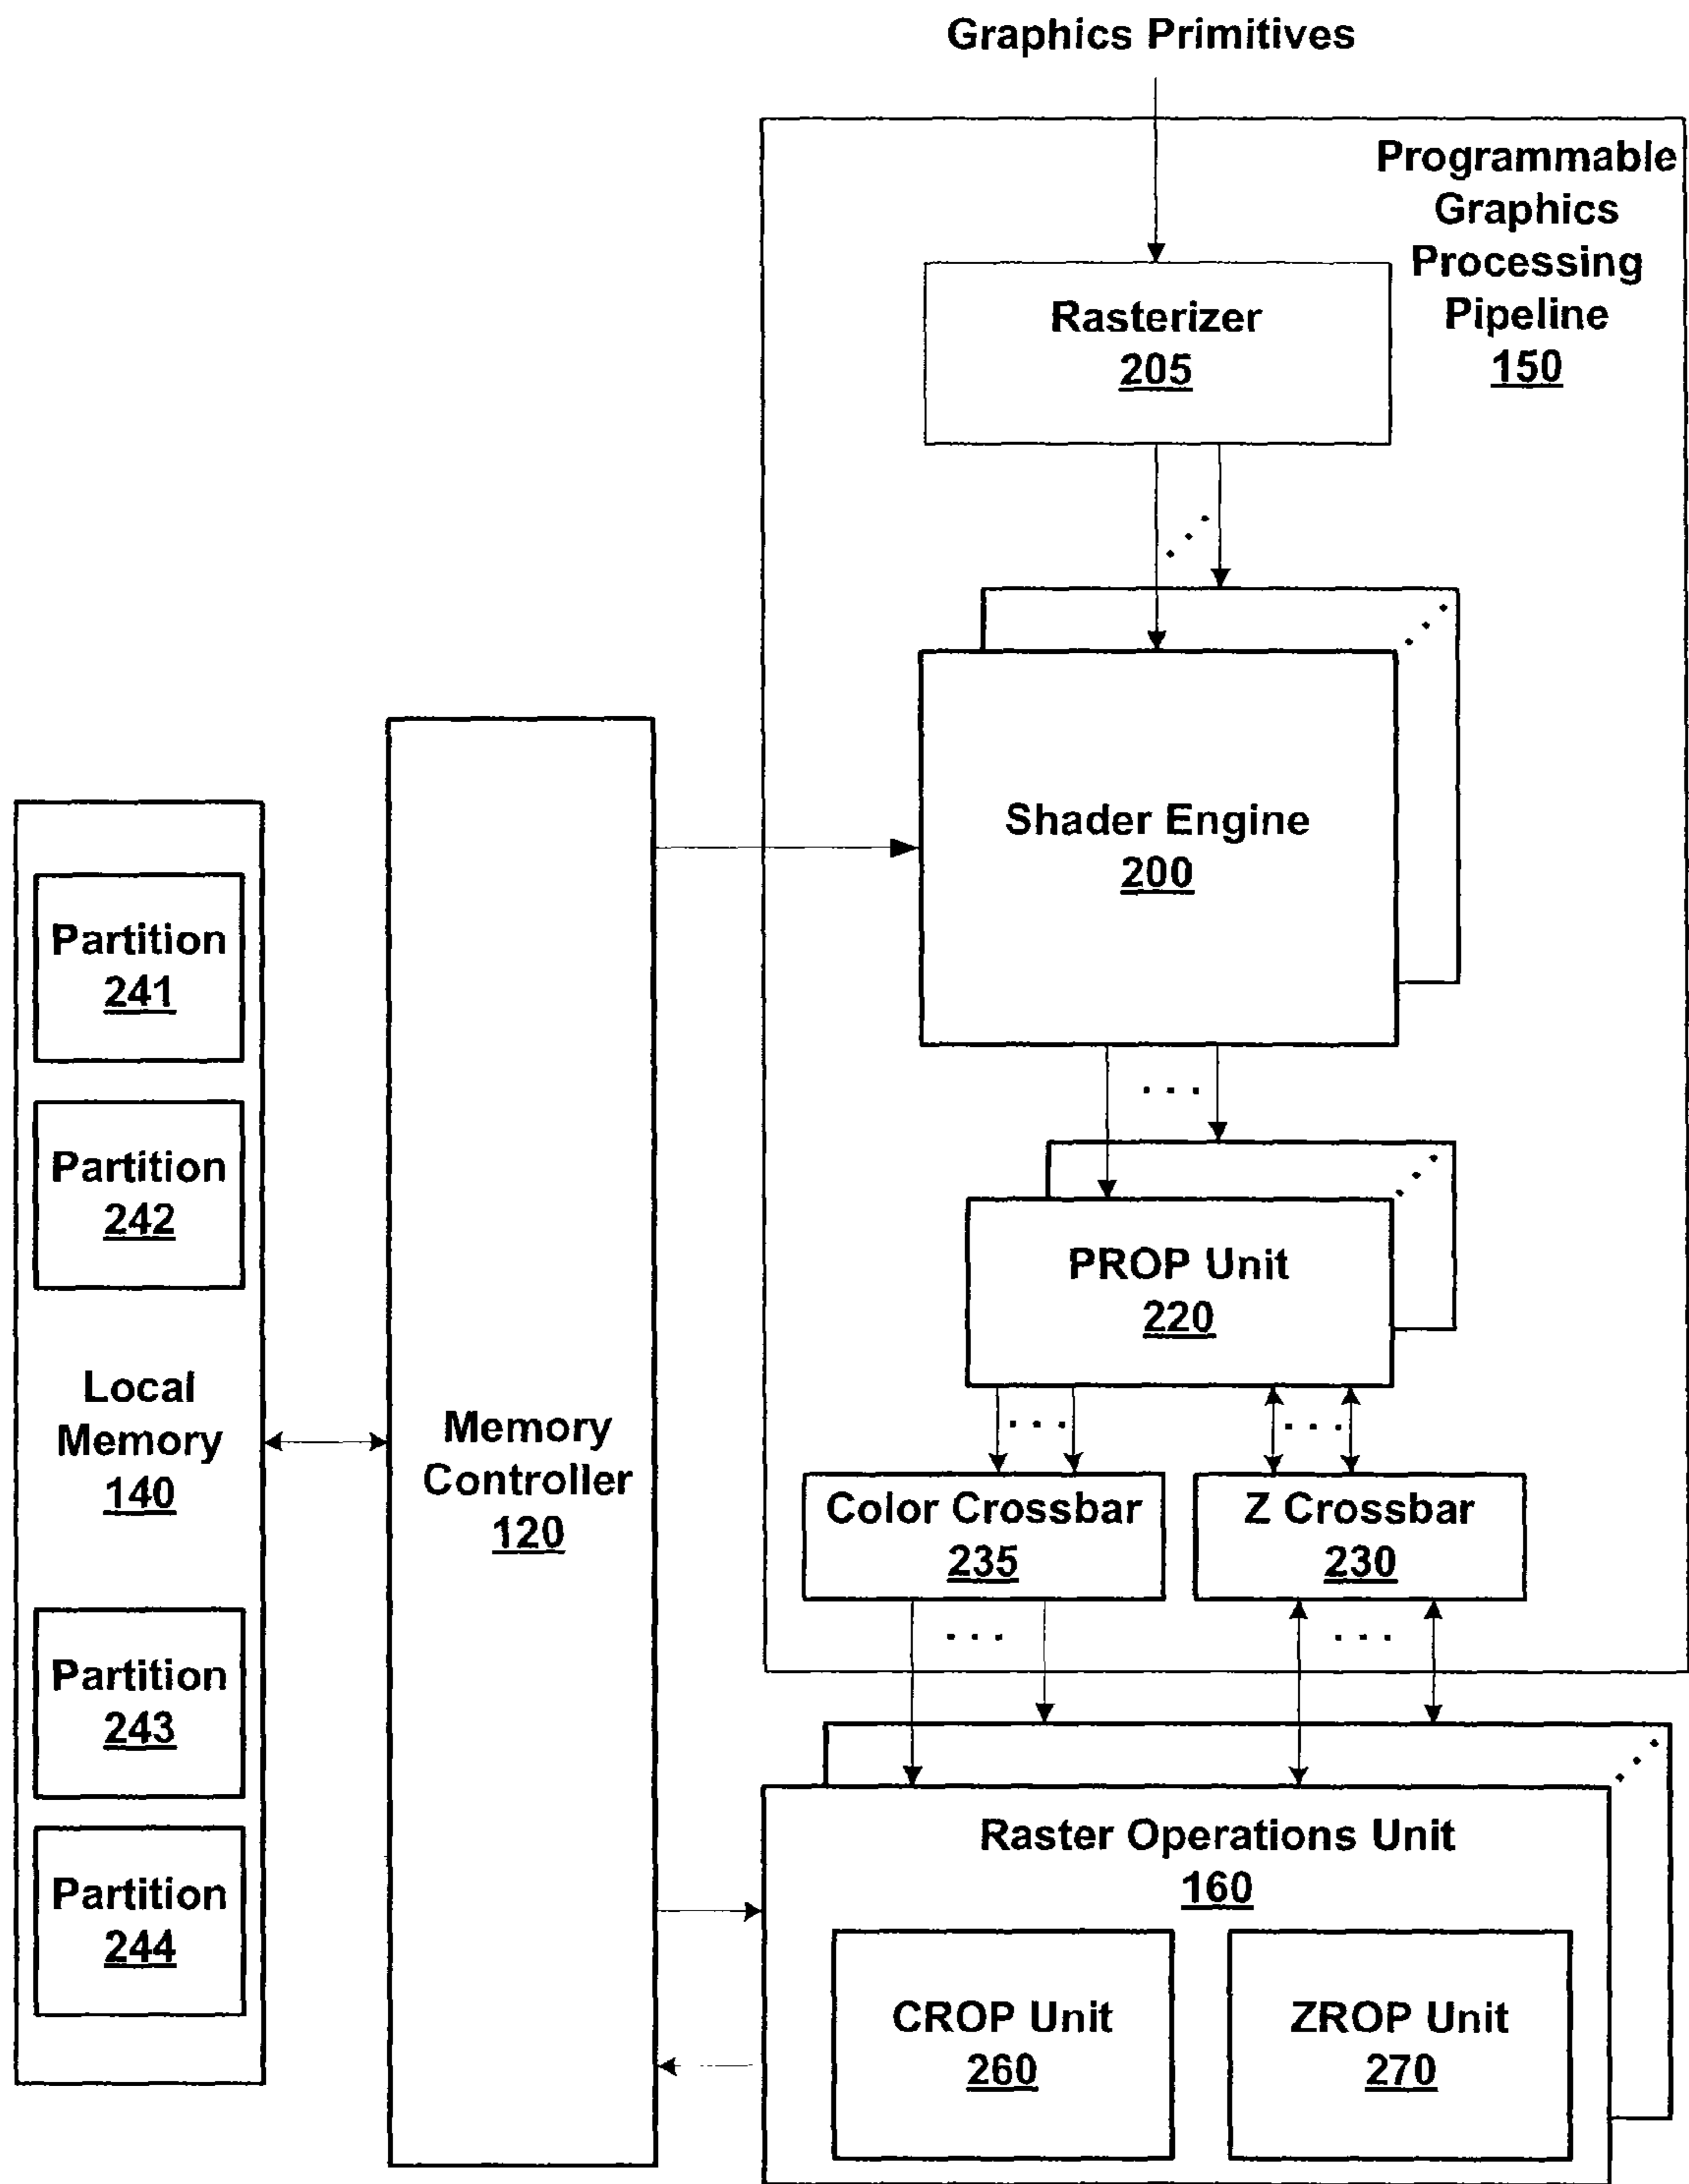 Graphics Primitives
Programmable
Graphics
Processing
Pipeline
150
Rasterizer
205
Shader Engine
200
Partition
241
Partition
242
PROP Unit
220
Local
Memory
140
Memory
Controller
120
Color Crossbar
235
Z Crossbar
230
Partition
243
Partition
244
Raster Operations Unit
160
CROP Unit
260
ZROP Unit
270